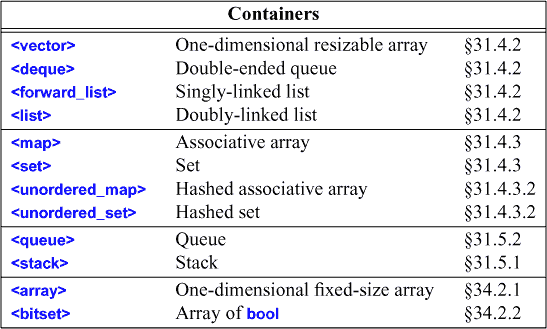 Containers
<vector> One-dimensional resizable array §31.4.2
<deque> Double-ended queue §31.4.2
<forward_list> Singly-linked list §31.4.2
<list> Doubly-linked list §31.4.2
<map> Associative array §31.4.3
<set> Set §31.4.3
<unordered_map> Hashed associative array §31.4.3.2
<unordered_set> Hashed set §31.4.3.2
<queue> Queue §31.5.2
<stack> Stack §31.5.1
<array> One-dimensional fixed-size array §34.2.1
<bitset> Array of bool §34.2.2